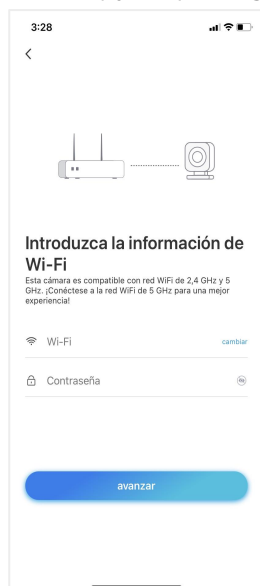 3:28
Introduzca la información de
Wi-Fi
Esta cámara es compatible con red WiFi de 2,4 GHz y 5
GHz. ¡Conéctese a la red WiFi de 5 GHz para una mejor
experiencia!
Wi-Fi cambiar
Contraseña
avanzar